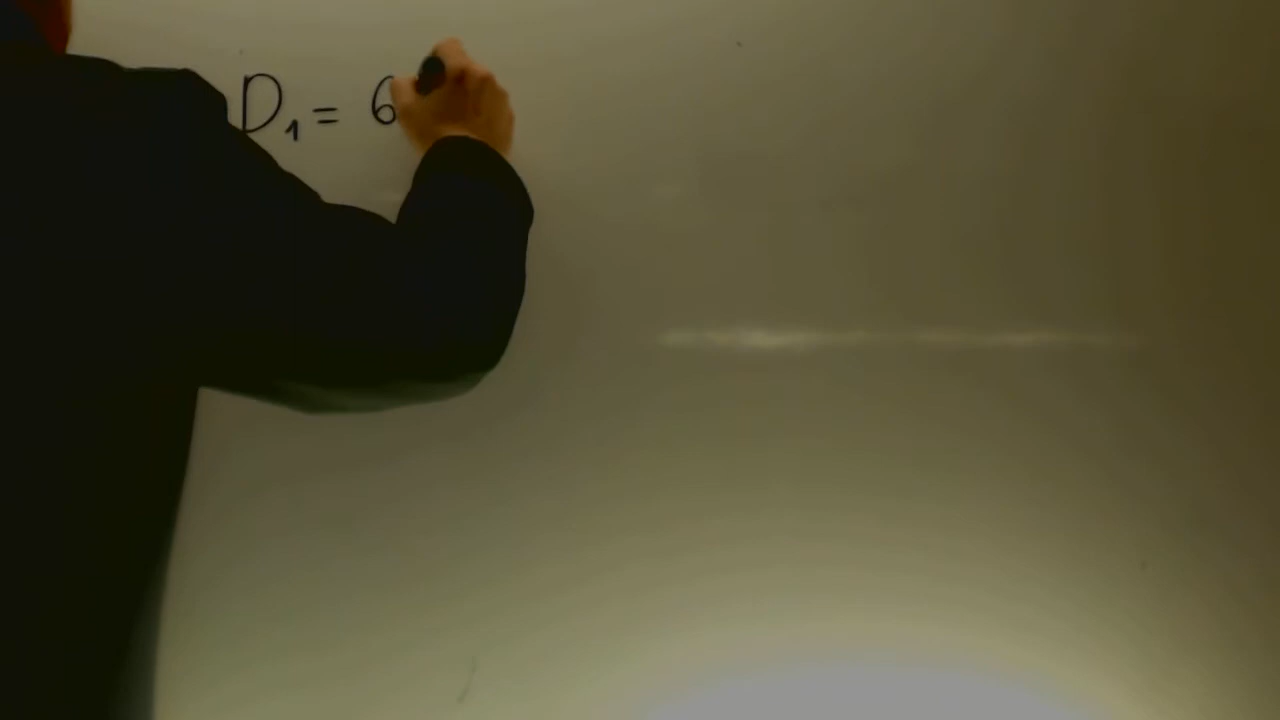 D₁ = 6